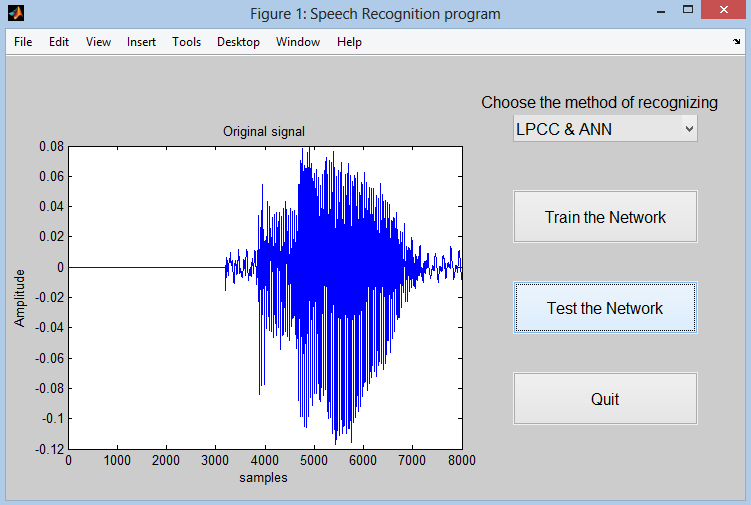 Figure 1: Speech Recognition program
File Edit View Insert Tools Desktop Window Help
Choose the method of recognizing
LPCC & ANN
Original signal
0.08
0.06
0.04
0.02
0
-0.02
-0.04
-0.06
-0.08
-0.1
-0.12
Amplitude
0 1000 2000 3000 4000 5000 6000 7000 8000
samples
Train the Network
Test the Network
Quit